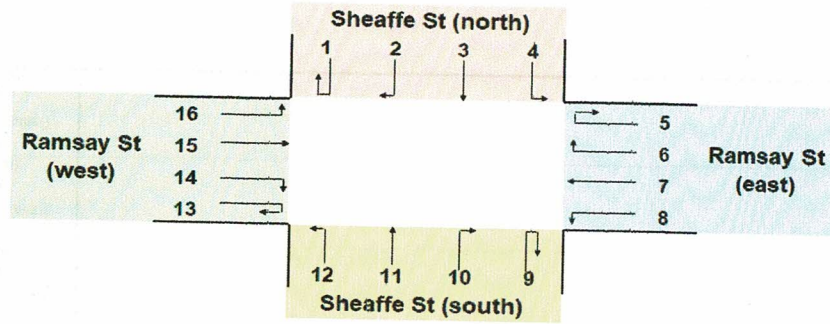 Sheaffe St (north)
1 2 3 4
16
15
14
13
Ramsay St
(west)
5
6
7
8
Ramsay St
(east)
12 11 10 9
Sheaffe St (south)